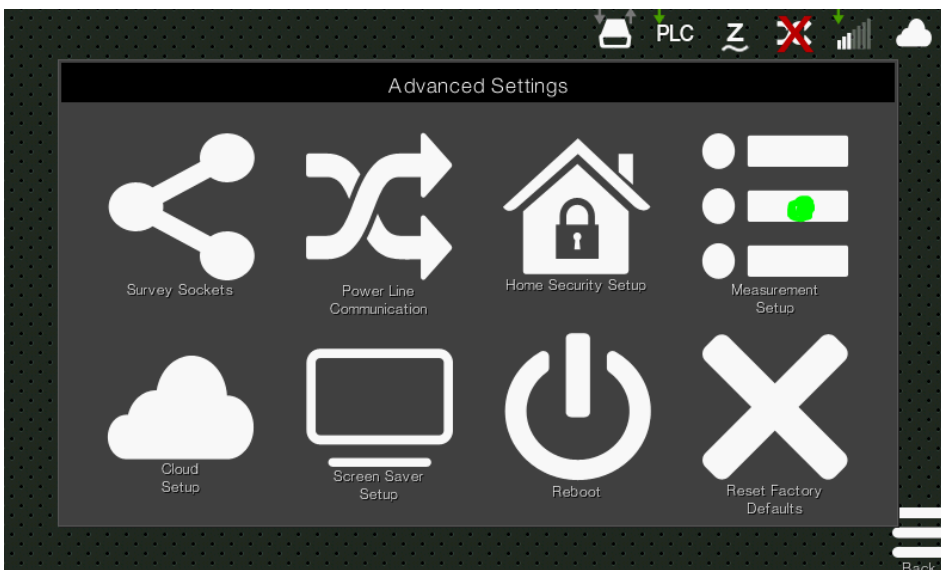 PLC Z
Advanced Settings
Survey Sockets
Power Line
Communication
Home Security Setup
Measurement
Setup
Cloud
Setup
Screen Saver
Setup
Reboot
Reset Factory
Defaults
Back